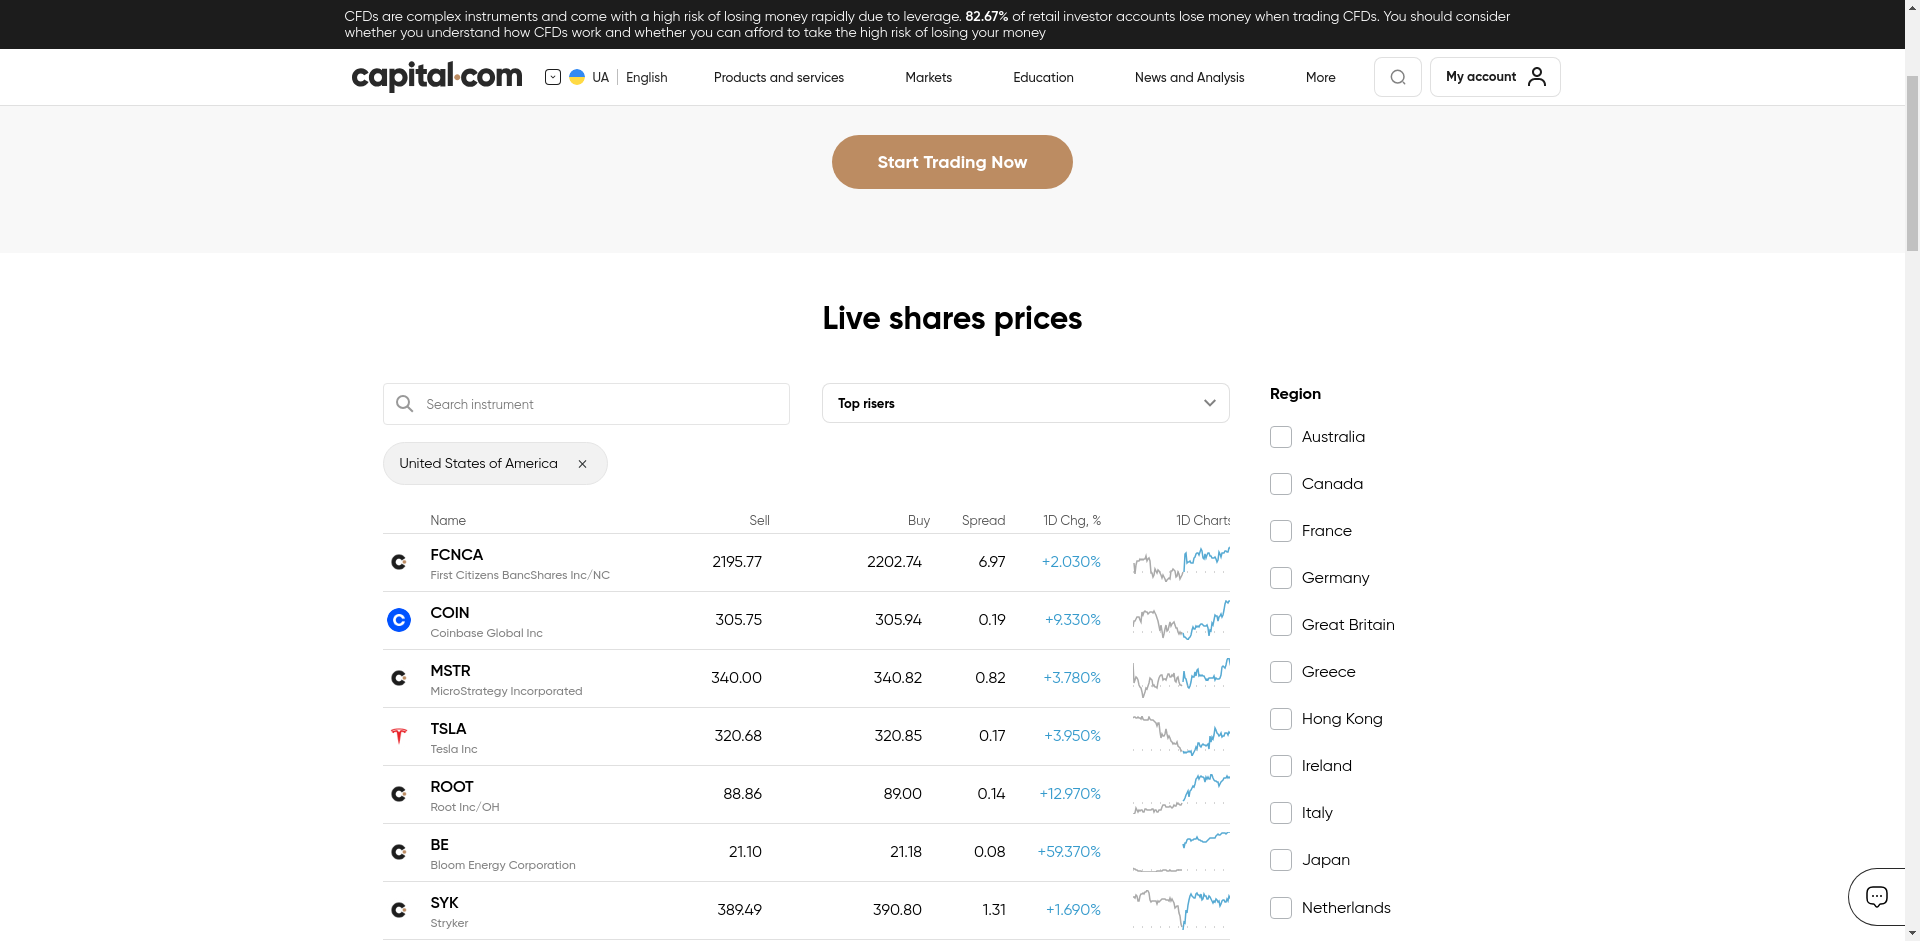 CFDs are complex instruments and come with a high risk of losing money rapidly due to leverage. 82.67% of retail investor accounts lose money when trading CFDs. You should consider
whether you understand how CFDs work and whether you can afford to take the high risk of losing your money
capital.com UA English Products and services Markets Education News and Analysis More My account
Start Trading Now
Live shares prices
Search instrument
Top risers
United States of America
Name Sell Buy Spread 1D Chg, % 1D Charts
FCNCA 2195.77 2202.74 6.97 +2.030%
First Citizens BancShares Inc/NC
COIN 305.75 305.94 0.19 +9.330%
Coinbase Global Inc
MSTR 340.00 340.82 0.82 +3.780%
MicroStrategy Incorporated
TSLA 320.68 320.85 0.17 +3.950%
Tesla Inc
ROOT 88.86 89.00 0.14 +12.970%
Root Inc/OH
BE 21.10 21.18 0.08 +59.370%
Bloom Energy Corporation
SYK 389.49 390.80 1.31 +1.690%
Stryker
Region
Australia
Canada
France
Germany
Great Britain
Greece
Hong Kong
Ireland
Italy
Japan
Netherlands